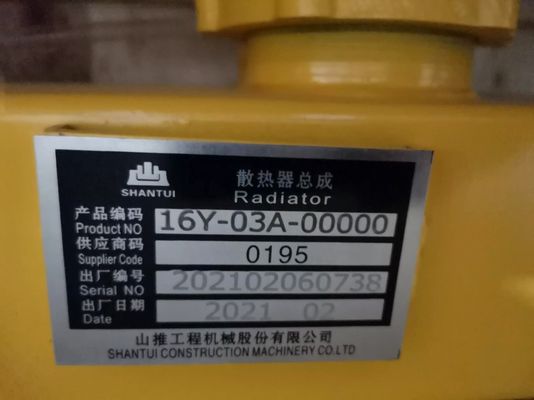 SHANTUI
散热器总成
Radiator
产品编码
Product NO
16Y-03A-00000
供应商码
Supplier Code
0195
出厂编号
Serial NO
202102060738
出厂日期
Date
2021 02
山推工程机械股份有限公司
SHANTUI CONSTRUCTION MACHINERY CO.LTD